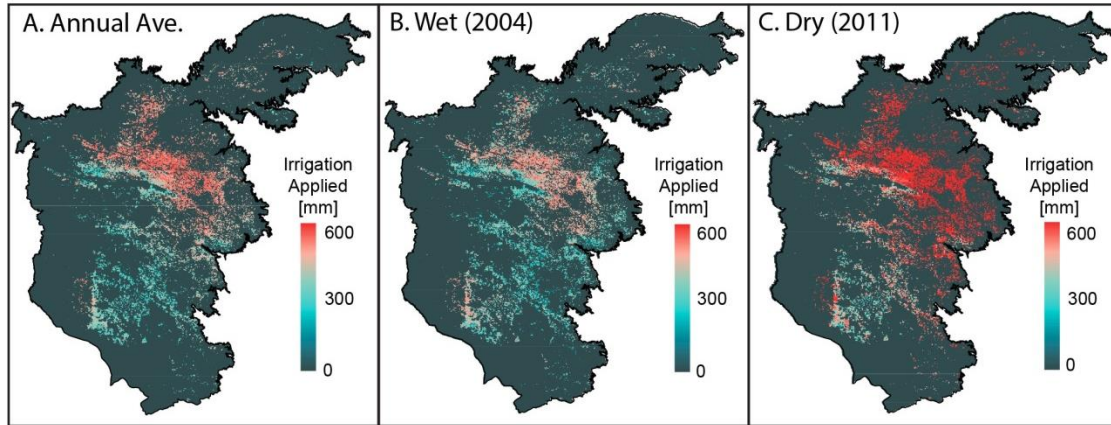 A. Annual Ave.
Irrigation
Applied
[mm]
600
300
0
B. Wet (2004)
Irrigation
Applied
[mm]
600
300
0
C. Dry (2011)
Irrigation
Applied
[mm]
600
300
0